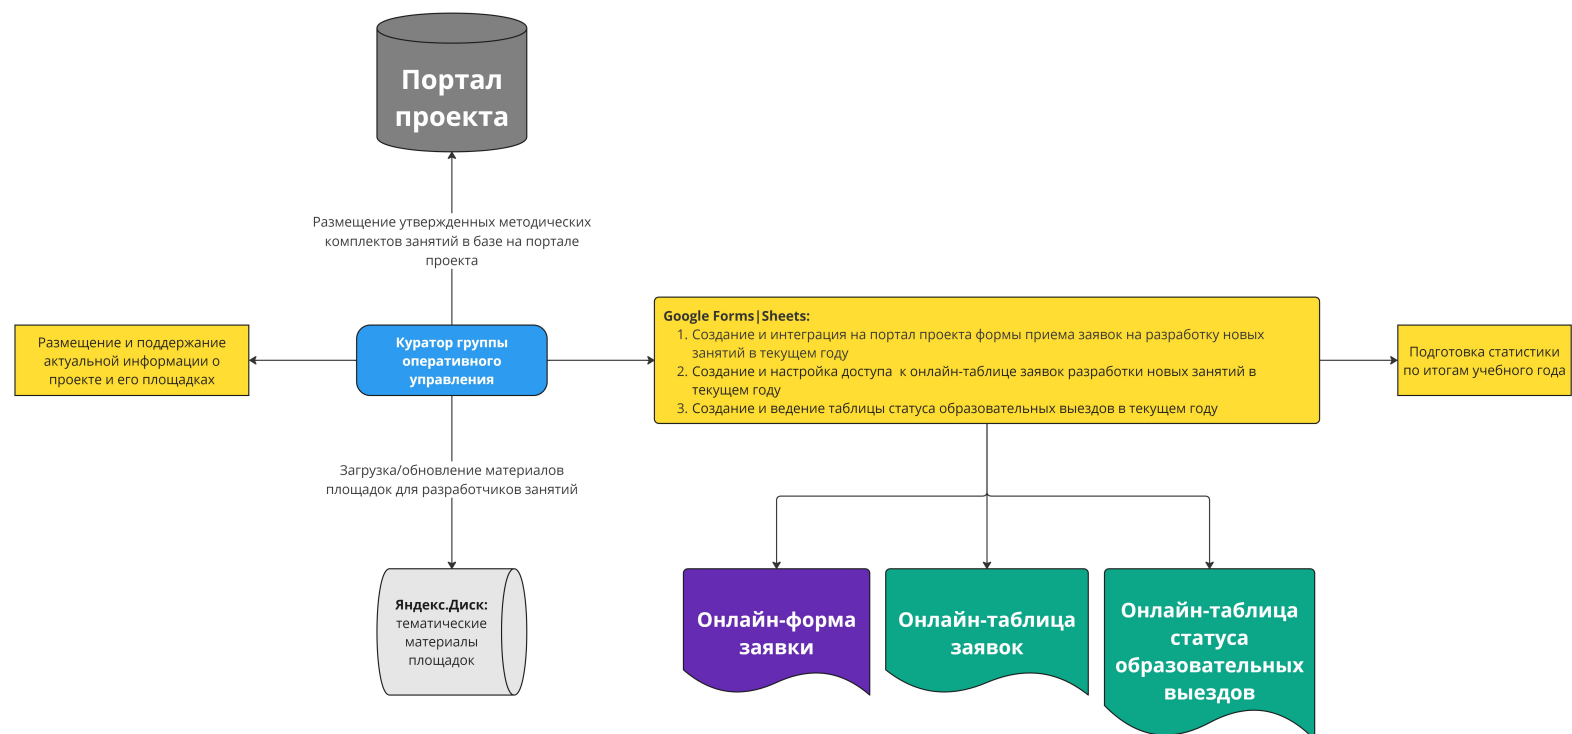 Портал
проекта
Размещение утвержденных методических
комплектов занятий в базе на портале
проекта
Размещение и поддержание
актуальной информации о
проекте и его площадках
Куратор группы
оперативного
управления
Google Forms|Sheets:
1. Создание и интеграция на портал проекта формы приема заявок на разработку новых
занятий в текущем году
2. Создание и настройка доступа  к онлайн-таблице заявок разработки новых занятий в
текущем году
3. Создание и ведение таблицы статуса образовательных выездов в текущем году
Подготовка статистики
по итогам учебного года
Загрузка/обновление материалов
площадок для разработчиков занятий
Яндекс.Диск:
тематические
материалы
площадок
Онлайн-форма
заявки
Онлайн-таблица
заявок
Онлайн-таблица
статуса
образовательных
выездов